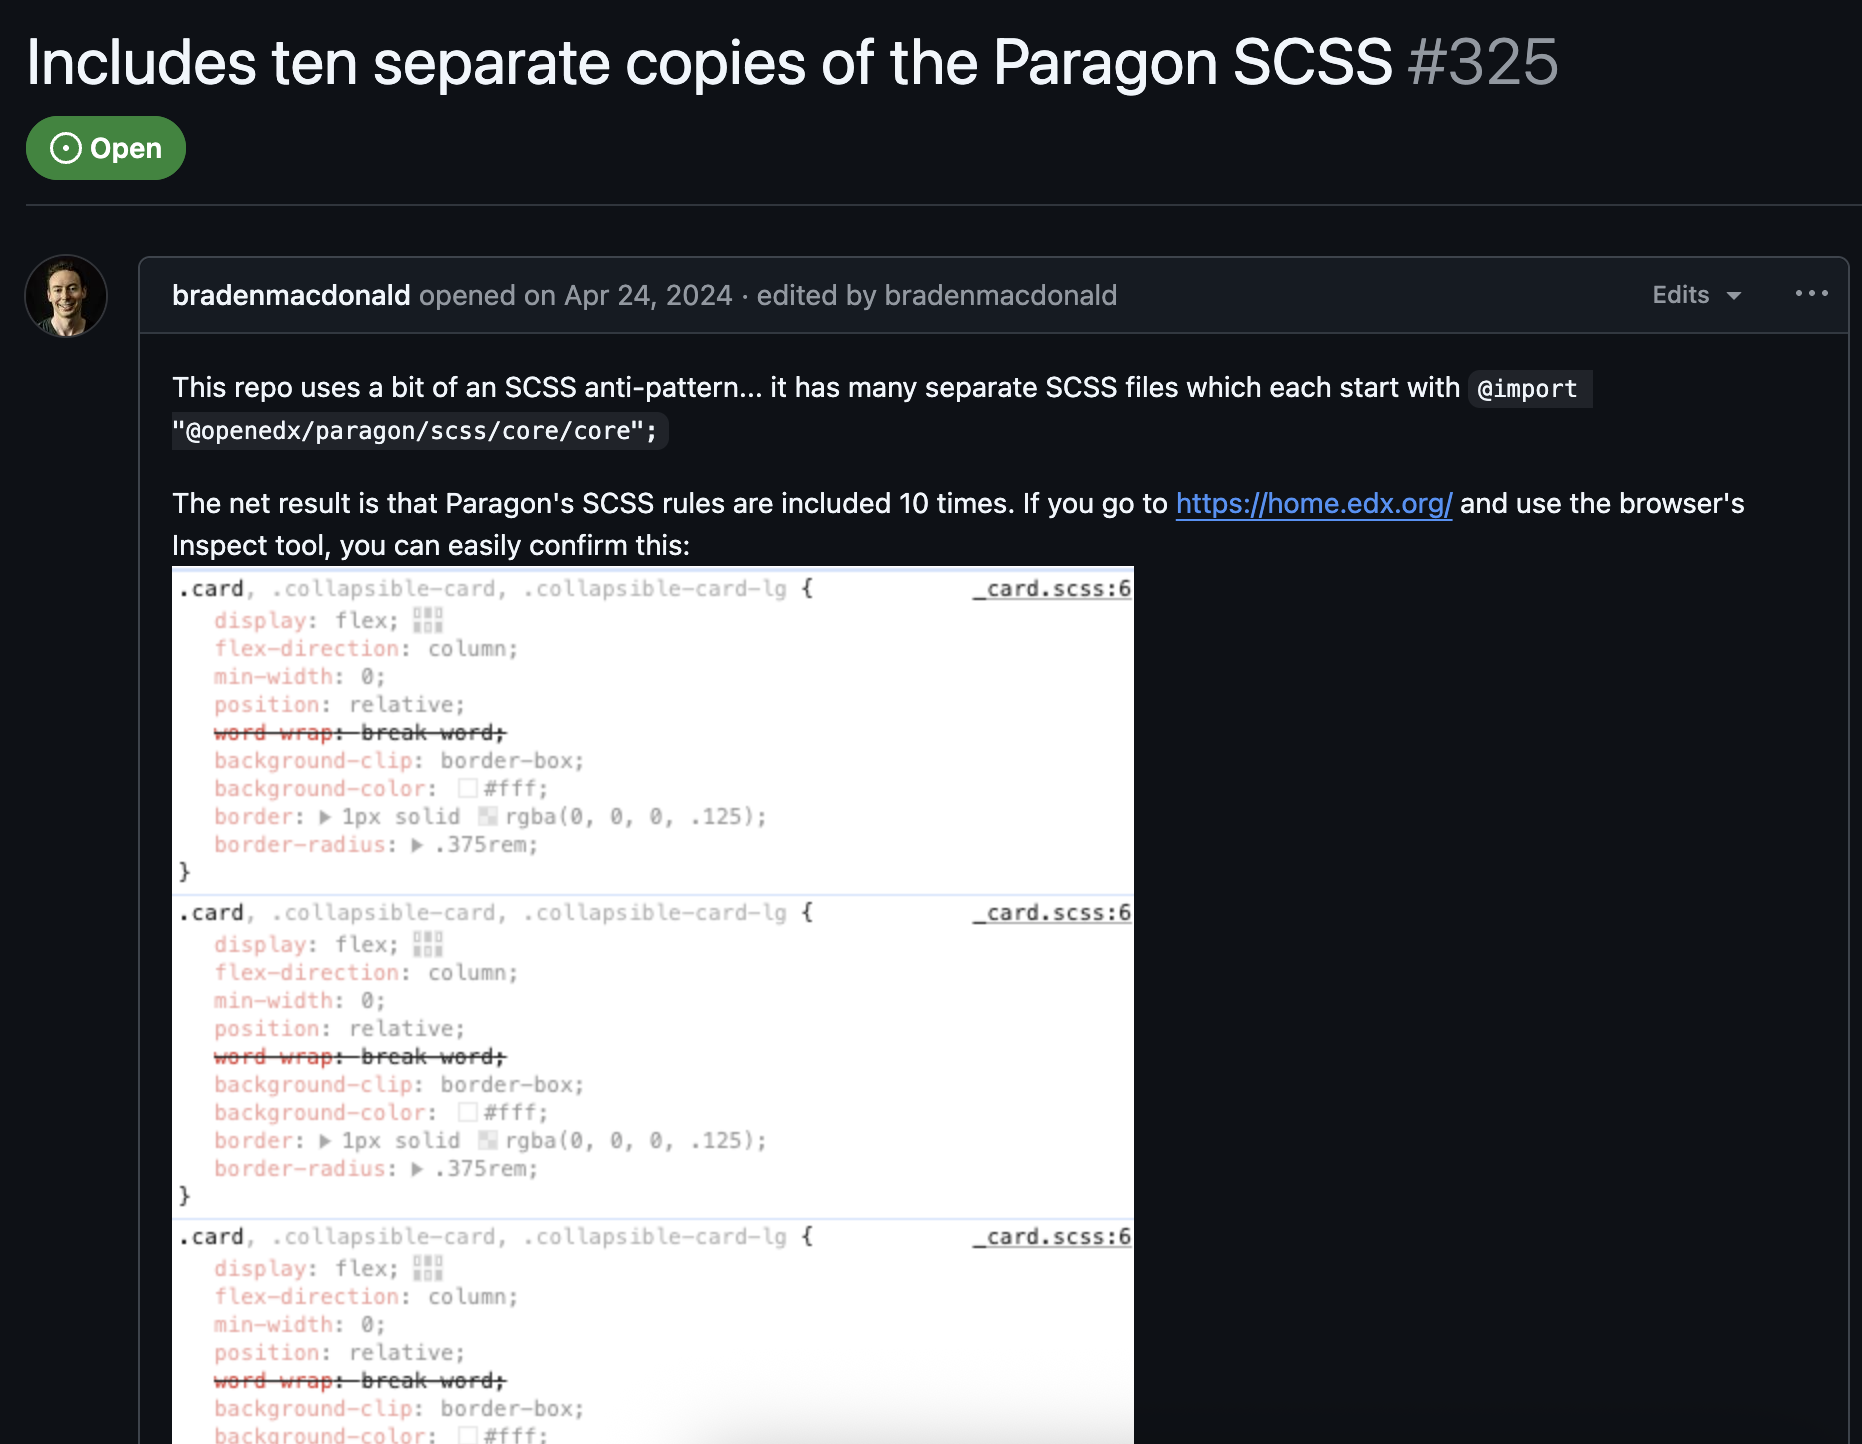 Includes ten separate copies of the Paragon SCSS #325
Open
bradenmacdonald opened on Apr 24, 2024 · edited by bradenmacdonald Edits
This repo uses a bit of an SCSS anti-pattern... it has many separate SCSS files which each start with @import
"@openedx/paragon/scss/core/core";
The net result is that Paragon's SCSS rules are included 10 times. If you go to https://home.edx.org/ and use the browser's
Inspect tool, you can easily confirm this:
.card, .collapsible-card, .collapsible-card-lg { _card.scss:6
display: flex;
flex-direction: column;
min-width: 0;
position: relative;
word-wrap: break-word;
background-clip: border-box;
background-color: #fff;
border: 1px solid rgba(0, 0, 0, .125);
border-radius: .375rem;
}
.card, .collapsible-card, .collapsible-card-lg { _card.scss:6
display: flex;
flex-direction: column;
min-width: 0;
position: relative;
word-wrap: break-word;
background-clip: border-box;
background-color: #fff;
border: 1px solid rgba(0, 0, 0, .125);
border-radius: .375rem;
}
.card, .collapsible-card, .collapsible-card-lg { _card.scss:6
display: flex;
flex-direction: column;
min-width: 0;
position: relative;
word-wrap: break-word;
background-clip: border-box;
background-color: #fff;